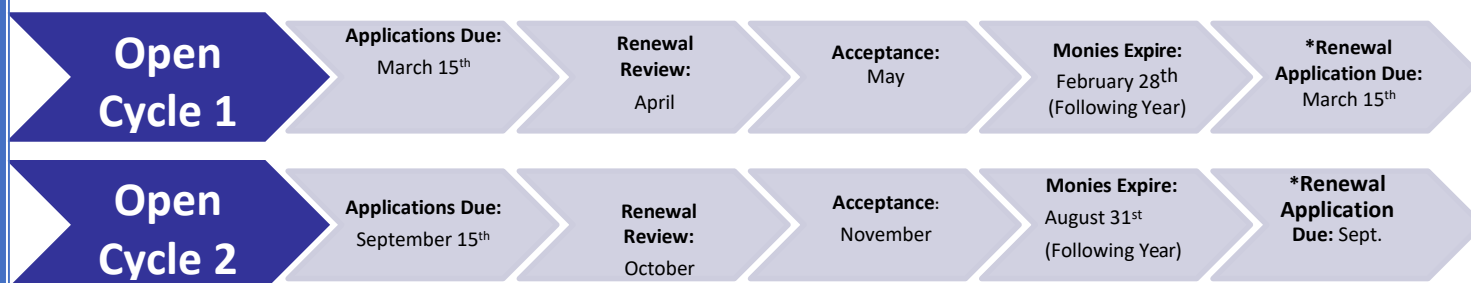 Open
Cycle 1
Applications Due:
March 15th
Renewal
Review:
April
Acceptance:
May
Monies Expire:
February 28th
(Following Year)
*Renewal
Application Due:
March 15th
Open
Cycle 2
Applications Due:
September 15th
Renewal
Review:
October
Acceptance:
November
Monies Expire:
August 31st
(Following Year)
*Renewal
Application
Due: Sept.